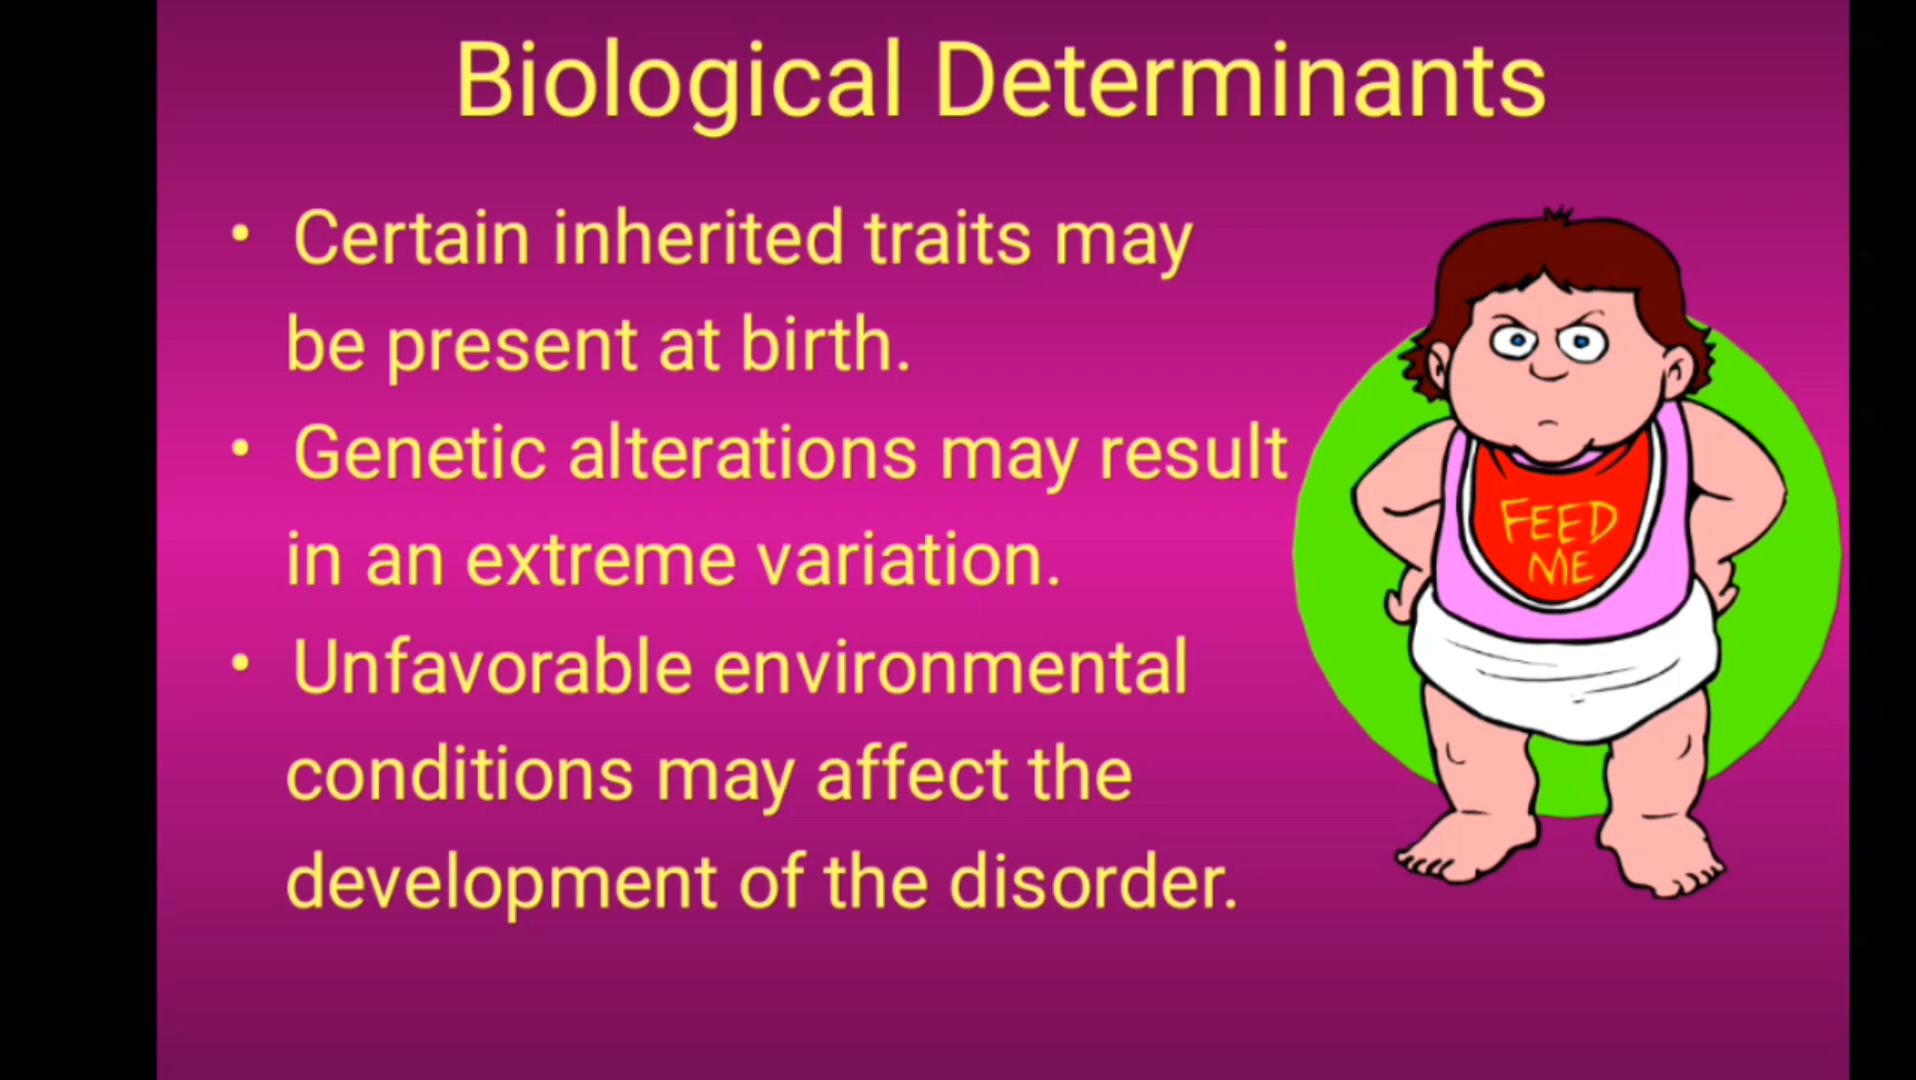 Biological Determinants
• Certain inherited traits may
be present at birth.
• Genetic alterations may result
in an extreme variation.
• Unfavorable environmental
conditions may affect the
development of the disorder.
FEED
ME